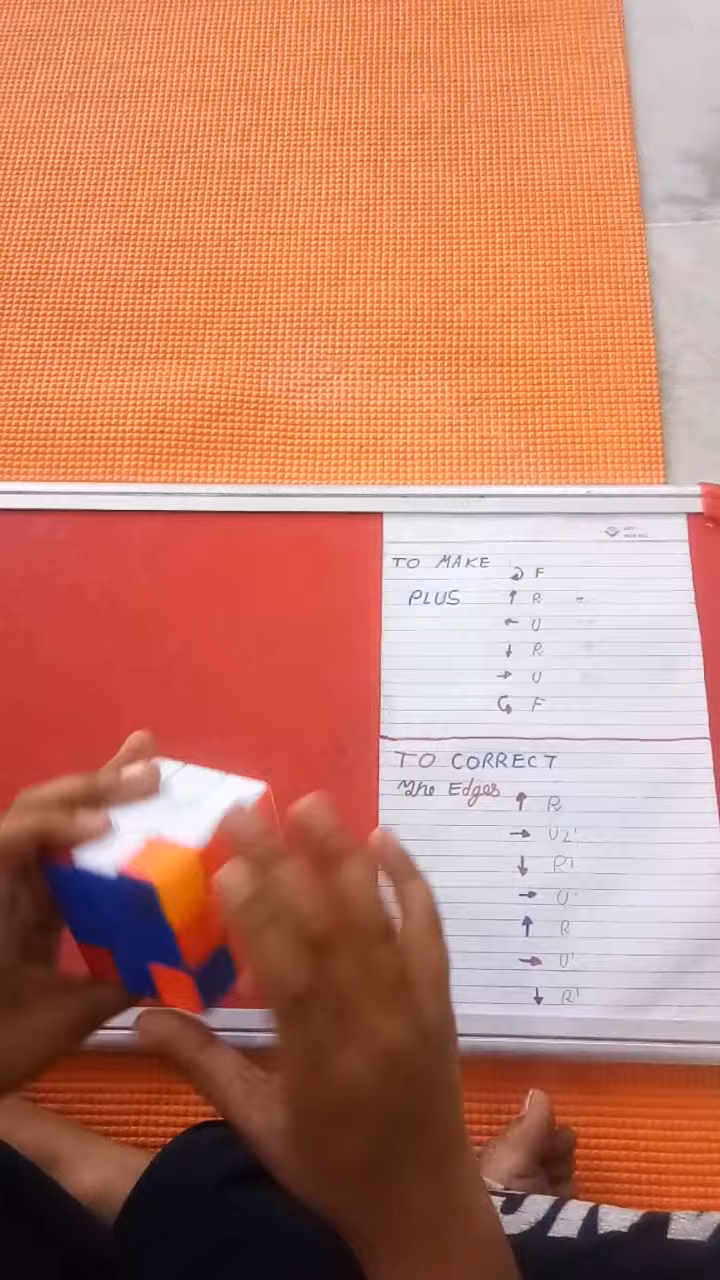 TO MAKE
PLUS
F
↑ R
← U
↓ R
→ U
F
TO CORRECT
The Edges
↑ R
→ U2'
↓ R'
→ U'
↑ R
→ U'
↓ R'